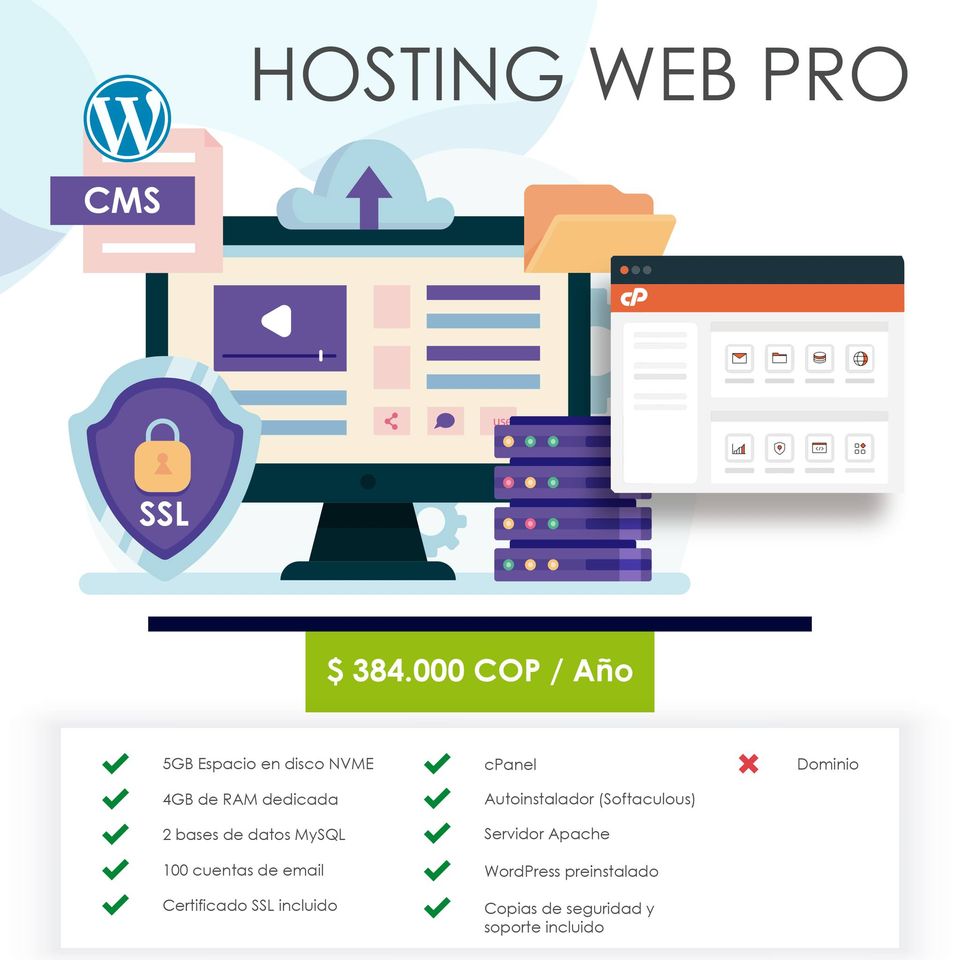 HOSTING WEB PRO
W
CMS
cP
SSL
$ 384.000 COP / Año
5GB Espacio en disco NVME
4GB de RAM dedicada
2 bases de datos MySQL
100 cuentas de email
Certificado SSL incluido
cPanel
Autoinstalador (Softaculous)
Servidor Apache
WordPress preinstalado
Copias de seguridad y
soporte incluido
Dominio